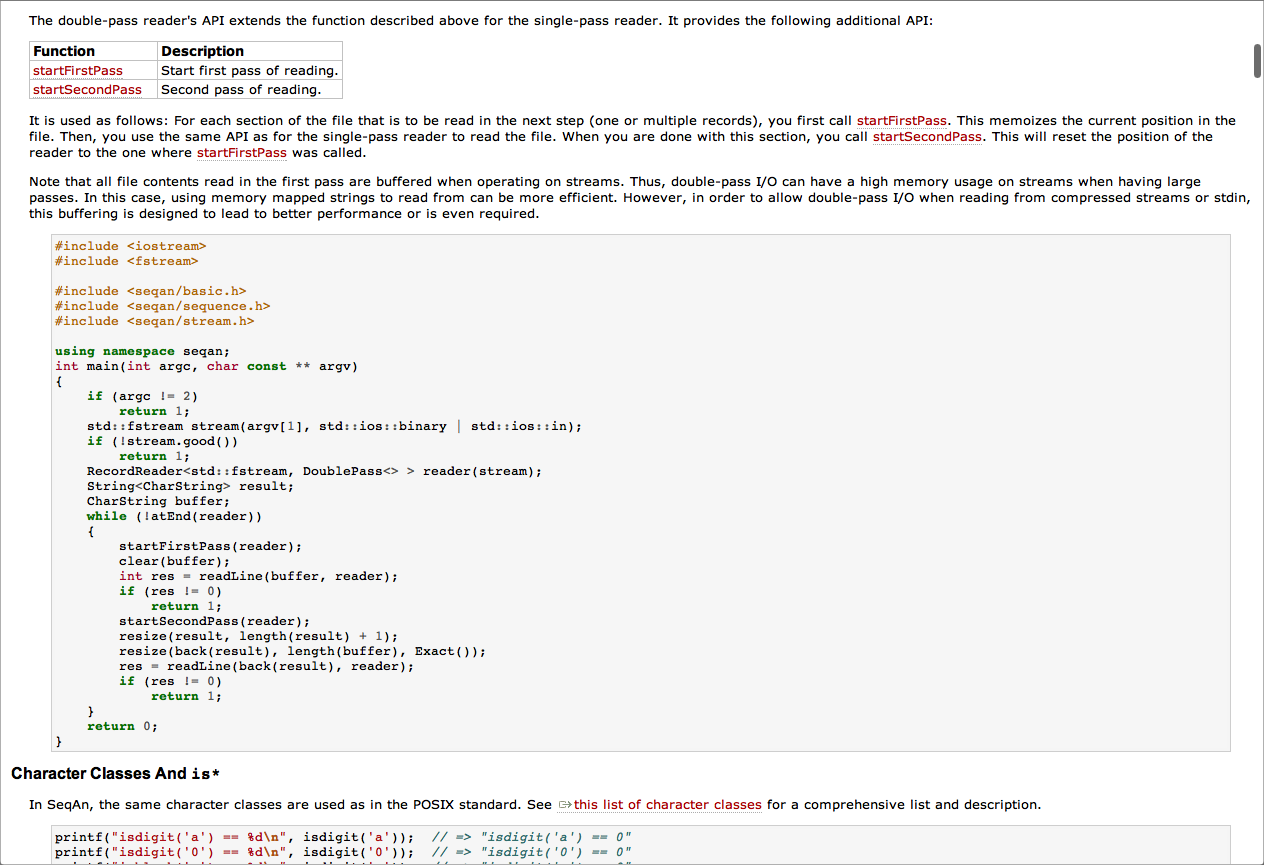 The double-pass reader's API extends the function described above for the single-pass reader. It provides the following additional API:
Function Description
startFirstPass Start first pass of reading.
startSecondPass Second pass of reading.
It is used as follows: For each section of the file that is to be read in the next step (one or multiple records), you first call startFirstPass. This memoizes the current position in the
file. Then, you use the same API as for the single-pass reader to read the file. When you are done with this section, you call startSecondPass. This will reset the position of the
reader to the one where startFirstPass was called.
Note that all file contents read in the first pass are buffered when operating on streams. Thus, double-pass I/O can have a high memory usage on streams when having large
passes. In this case, using memory mapped strings to read from can be more efficient. However, in order to allow double-pass I/O when reading from compressed streams or stdin,
this buffering is designed to lead to better performance or is even required.
#include <iostream>
#include <fstream>
#include <seqan/basic.h>
#include <seqan/sequence.h>
#include <seqan/stream.h>
using namespace seqan;
int main(int argc, char const ** argv)
{
    if (argc != 2)
        return 1;
    std::fstream stream(argv[1], std::ios::binary | std::ios::in);
    if (!stream.good())
        return 1;
    RecordReader<std::fstream, DoublePass<> > reader(stream);
    String<CharString> result;
    CharString buffer;
    while (!atEnd(reader))
    {
        startFirstPass(reader);
        clear(buffer);
        int res = readLine(buffer, reader);
        if (res != 0)
            return 1;
        startSecondPass(reader);
        resize(result, length(result) + 1);
        resize(back(result), length(buffer), Exact());
        res = readLine(back(result), reader);
        if (res != 0)
            return 1;
    }
    return 0;
}
Character Classes And is*
In SeqAn, the same character classes are used as in the POSIX standard. See this list of character classes for a comprehensive list and description.
printf("isdigit('a') == %d\n", isdigit('a'));  // => "isdigit('a') == 0"
printf("isdigit('0') == %d\n", isdigit('0'));  // => "isdigit('0') == 0"